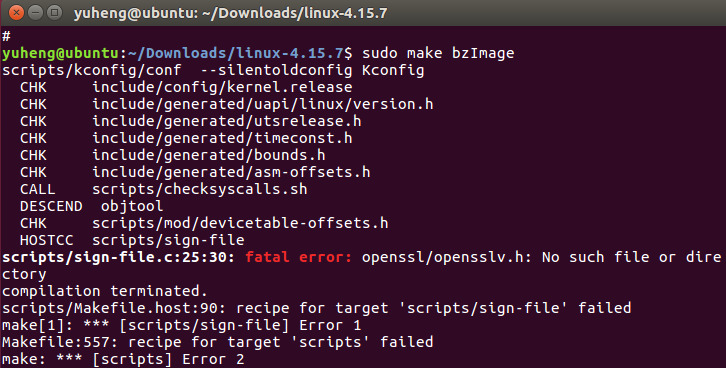 yuheng@ubuntu: ~/Downloads/linux-4.15.7
#
yuheng@ubuntu:~/Downloads/linux-4.15.7$ sudo make bzImage
scripts/kconfig/conf  --silentoldconfig Kconfig
  CHK     include/config/kernel.release
  CHK     include/generated/uapi/linux/version.h
  CHK     include/generated/utsrelease.h
  CHK     include/generated/timeconst.h
  CHK     include/generated/bounds.h
  CHK     include/generated/asm-offsets.h
  CALL    scripts/checksyscalls.sh
  DESCEND  objtool
  CHK     scripts/mod/devicetable-offsets.h
  HOSTCC  scripts/sign-file
scripts/sign-file.c:25:30: fatal error: openssl/opensslv.h: No such file or dire
ctory
compilation terminated.
scripts/Makefile.host:90: recipe for target 'scripts/sign-file' failed
make[1]: *** [scripts/sign-file] Error 1
Makefile:557: recipe for target 'scripts' failed
make: *** [scripts] Error 2